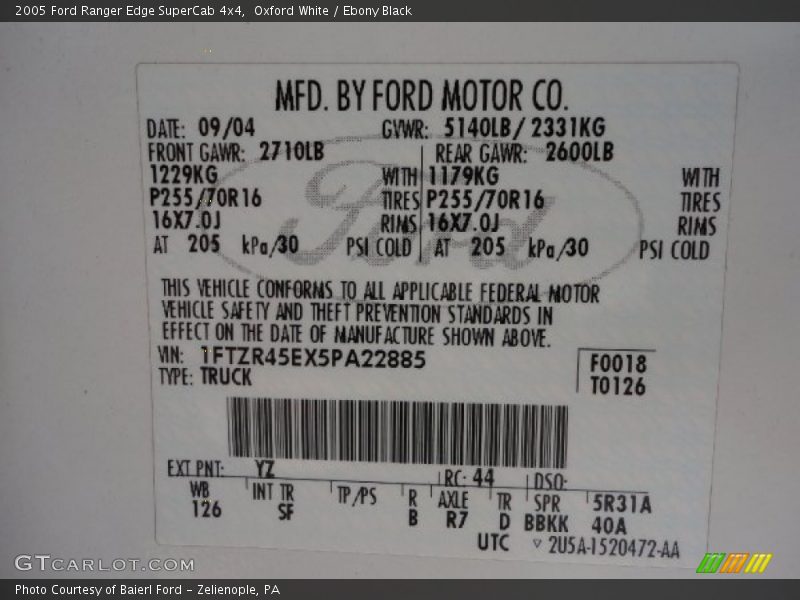 2005 Ford Ranger Edge SuperCab 4x4,  Oxford White / Ebony Black
MFD. BY FORD MOTOR CO.
DATE: 09/04 GVWR: 5140LB/ 2331KG
FRONT GAWR: 2710LB REAR GAWR: 2600LB
1229KG WITH 1179KG WITH
P255/70R16 TIRES P255/70R16 TIRES
16X7.0J RIMS 16X7.0J RIMS
AT 205 kPa/30 PSI COLD AT 205 kPa/30 PSI COLD
Ford
THIS VEHICLE CONFORMS TO ALL APPLICABLE FEDERAL MOTOR
VEHICLE SAFETY AND THEFT PREVENTION STANDARDS IN
EFFECT ON THE DATE OF MANUFACTURE SHOWN ABOVE.
VIN: 1FTZR45EX5PA22885 F0018
TYPE: TRUCK T0126
EXT PNT: YZ RC: 44 DSO:
WB INT TR TP/PS R AXLE TR SPR 5R31A
126 SF B R7 D BBKK 40A
UTC ▽ 2U5A-1520472-AA
GTCARLOT.COM
Photo Courtesy of Baierl Ford - Zelienople, PA